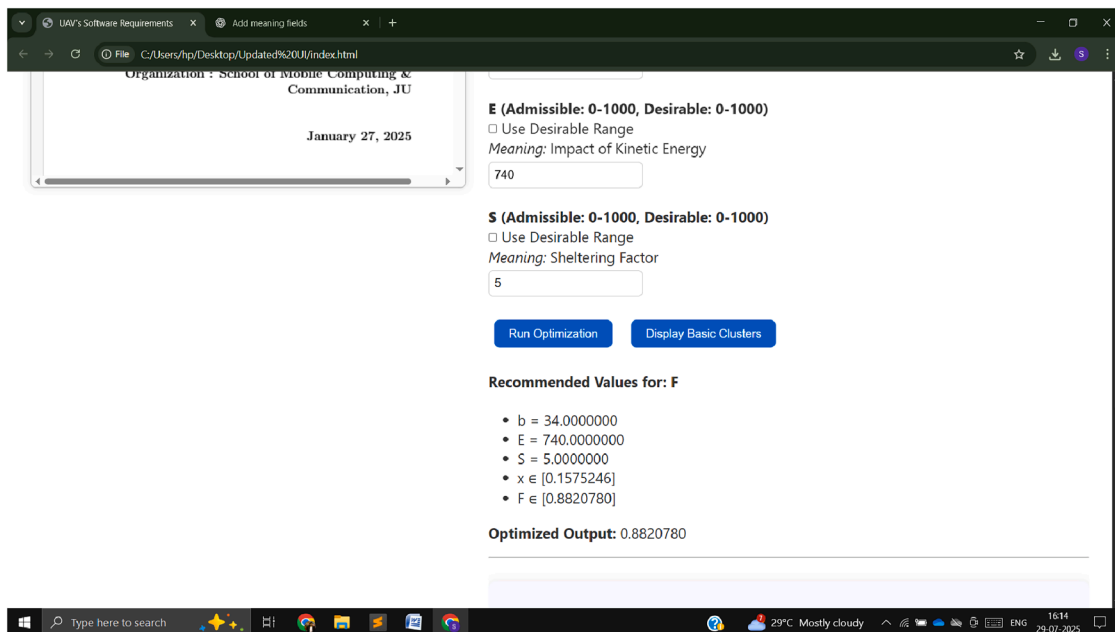 UAV's Software Requirements
Add meaning fields
File
C:/Users/hp/Desktop/Updated%20UI/index.html
S
Organization : School of Mobile Computing &
Communication, JU
January 27, 2025
E (Admissible: 0-1000, Desirable: 0-1000)
Use Desirable Range
Meaning: Impact of Kinetic Energy
740
S (Admissible: 0-1000, Desirable: 0-1000)
Use Desirable Range
Meaning: Sheltering Factor
5
Run Optimization
Display Basic Clusters
Recommended Values for: F
• b = 34.0000000
• E = 740.0000000
• S = 5.0000000
• x ∈ [0.1575246]
• F ∈ [0.8820780]
Optimized Output: 0.8820780
Type here to search
29°C Mostly cloudy
ENG
16:14
29-07-2025